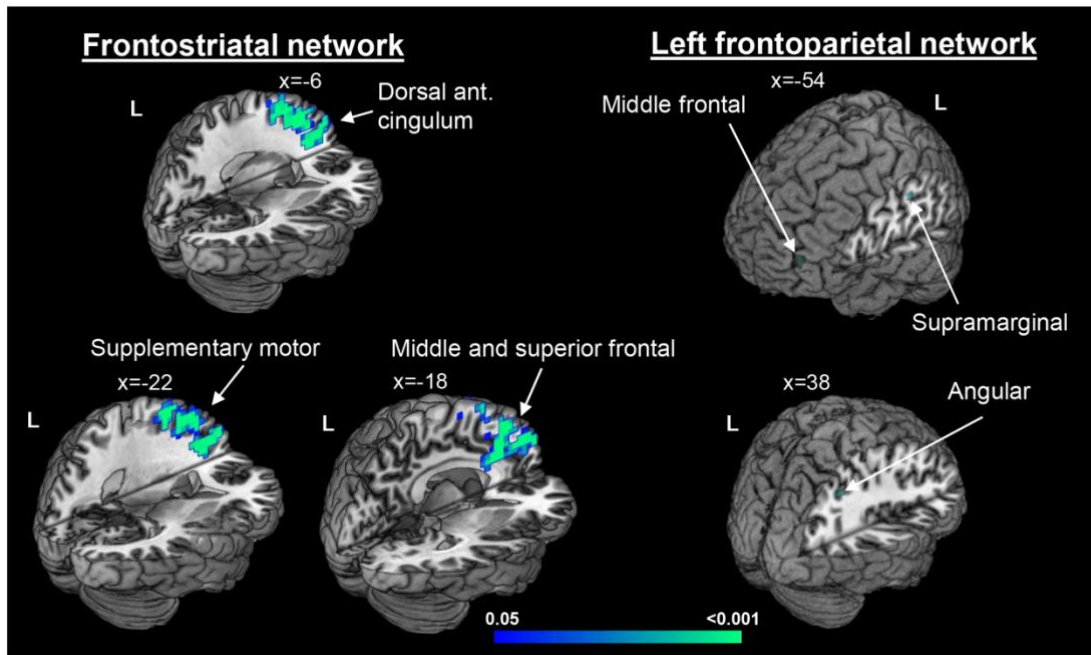 Frontostriatal network
x=-6
L
Dorsal ant.
cingulum
Left frontoparietal network
x=-54
L
Middle frontal
Supramarginal
Supplementary motor
x=-22
L
Middle and superior frontal
x=-18
L
x=38
L
Angular
0.05
<0.001